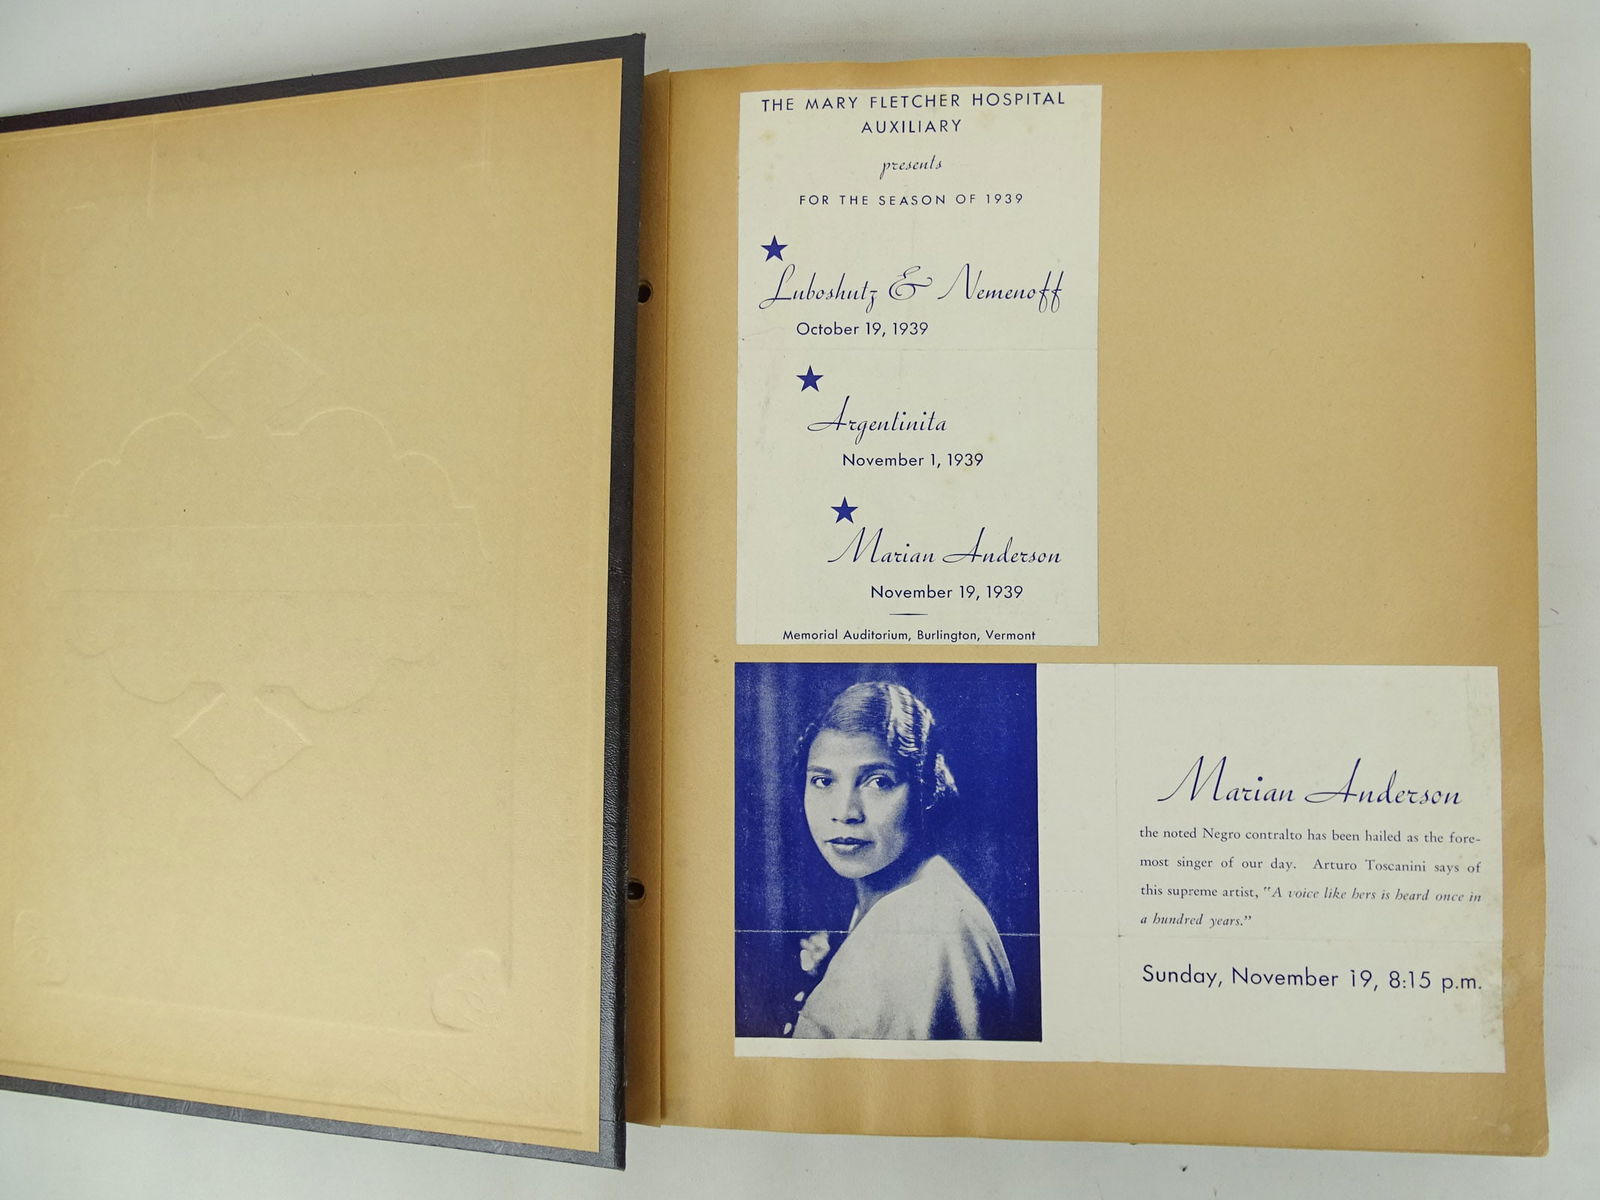 THE MARY FLETCHER HOSPITAL
AUXILIARY
presents
FOR THE SEASON OF 1939
Luboshutz & Nemenoff
October 19, 1939
Argentinita
November 1, 1939
Marian Anderson
November 19, 1939
Memorial Auditorium, Burlington, Vermont
Marian Anderson
the noted Negro contralto has been hailed as the fore-
most singer of our day. Arturo Toscanini says of
this supreme artist, "A voice like hers is heard once in
a hundred years."
Sunday, November 19, 8:15 p.m.